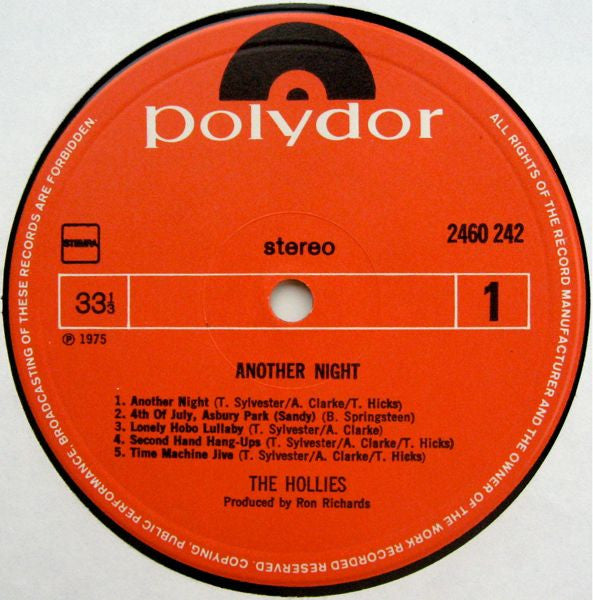 polydor
STEMRA
stereo
2460 242
33⅓
1
℗ 1975
ANOTHER NIGHT
1. Another Night (T. Sylvester/A. Clarke/T. Hicks)
2. 4th Of July, Asbury Park (Sandy) (B. Springsteen)
3. Lonely Hobo Lullaby (T. Sylvester/A. Clarke)
4. Second Hand Hang-Ups (T. Sylvester/A. Clarke/T. Hicks)
5. Time Machine Jive (T. Sylvester/A. Clarke/T. Hicks)
THE HOLLIES
Produced by Ron Richards
ALL RIGHTS OF THE RECORD MANUFACTURER AND THE OWNER OF THE WORK RECORDED RESERVED. COPYING, PUBLIC PERFORMANCE, BROADCASTING OF THESE RECORDS ARE FORBIDDEN.